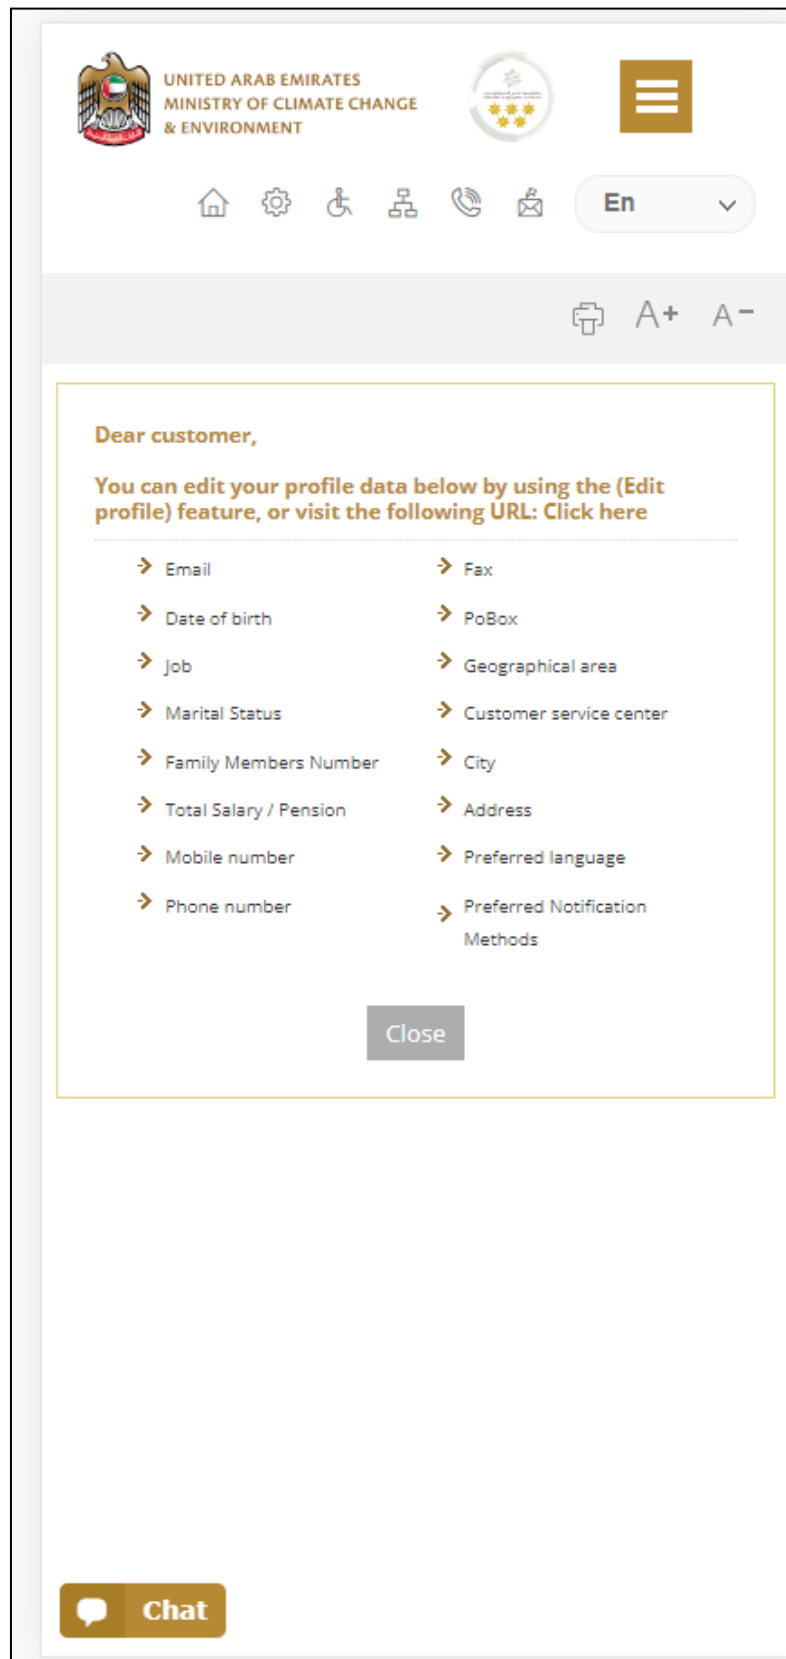 UNITED ARAB EMIRATES
MINISTRY OF CLIMATE CHANGE
& ENVIRONMENT
En
A+
A-
Dear customer,
You can edit your profile data below by using the (Edit
profile) feature, or visit the following URL: Click here
Email
Fax
Date of birth
PoBox
Job
Geographical area
Marital Status
Customer service center
Family Members Number
City
Total Salary / Pension
Address
Mobile number
Preferred language
Phone number
Preferred Notification
Methods
Close
Chat